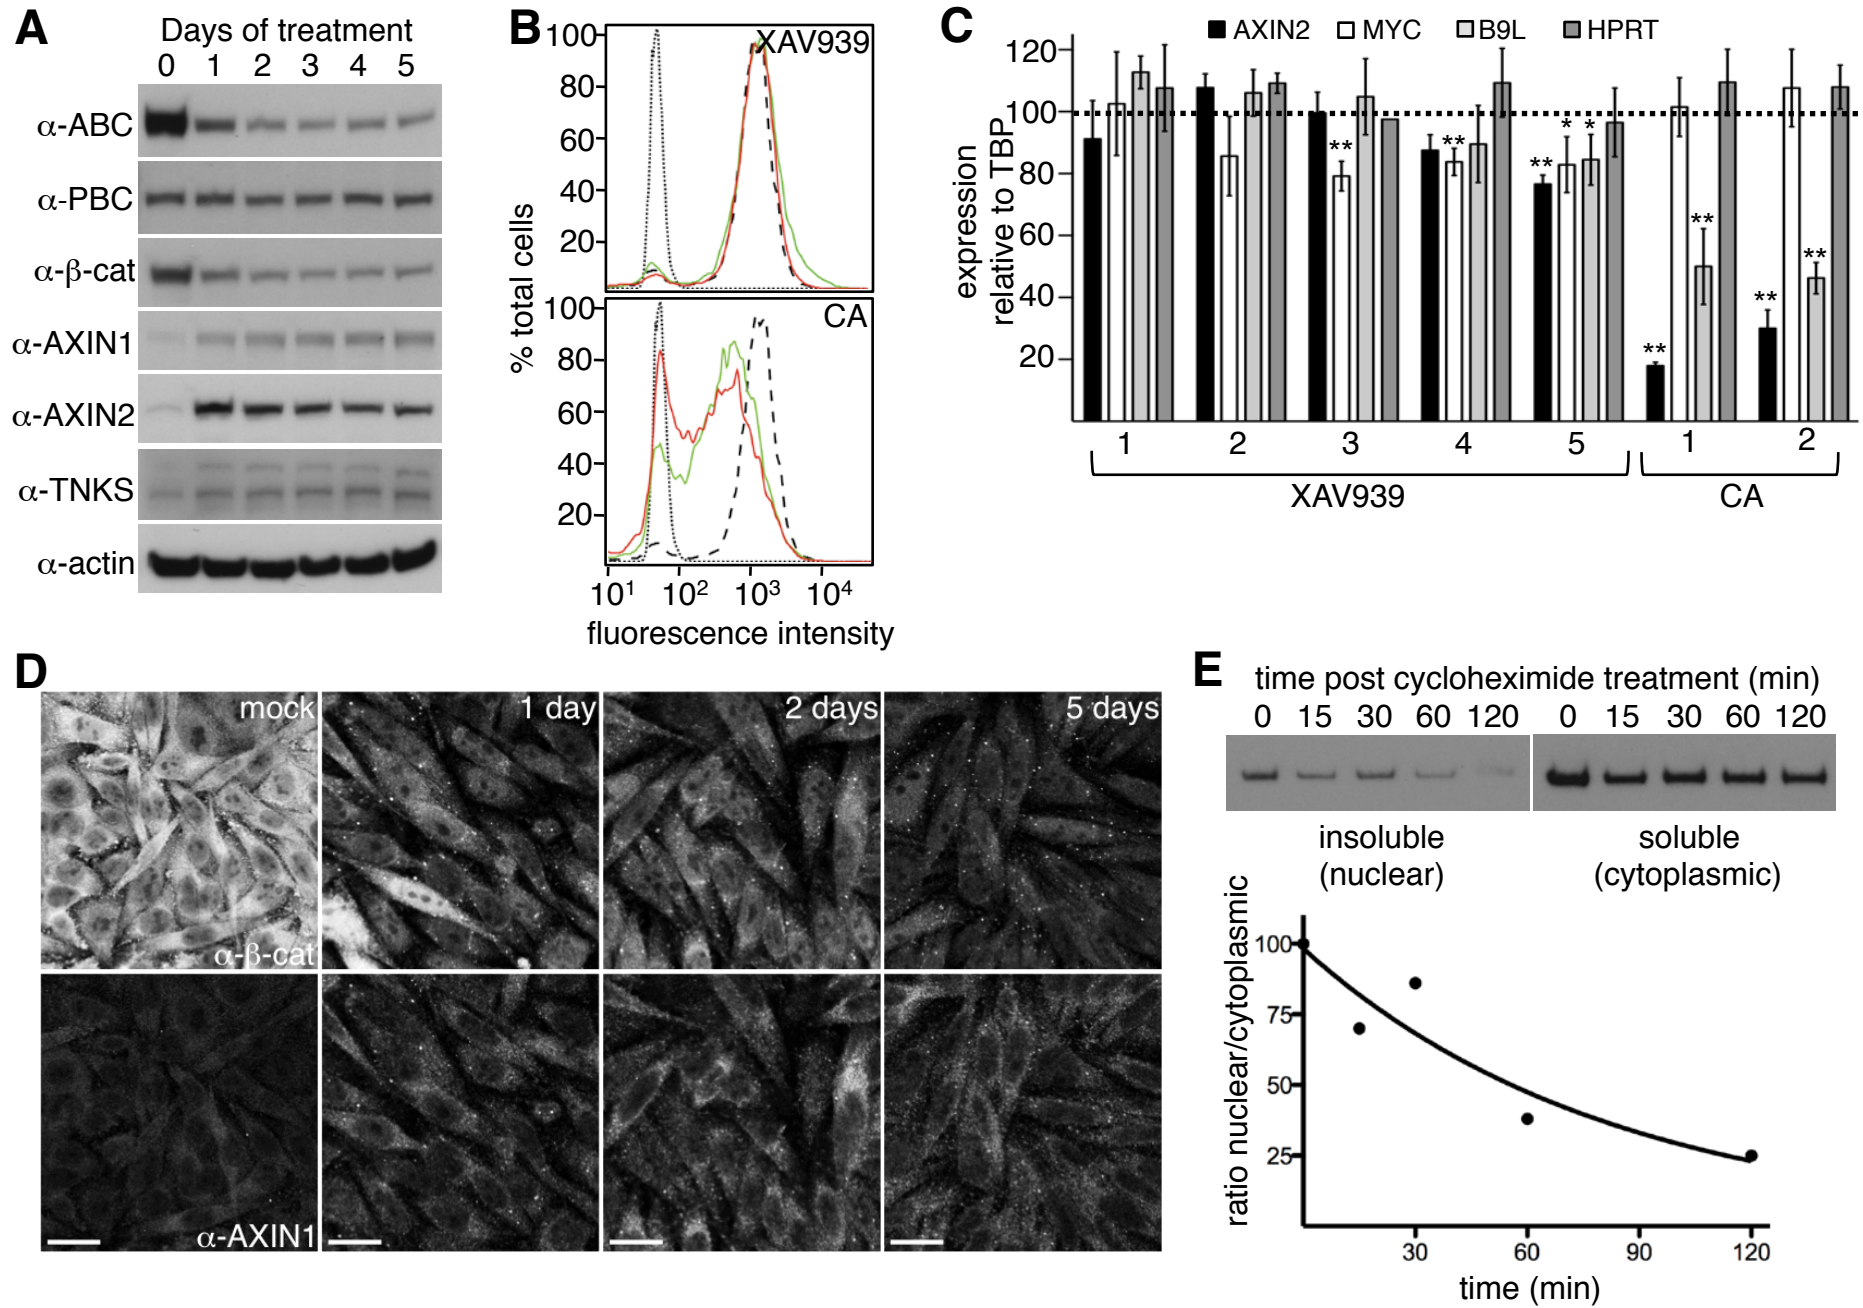 A
Days of treatment
0 1 2 3 4 5
α-ABC
α-PBC
α-β-cat
α-AXIN1
α-AXIN2
α-TNKS
α-actin
B
% total cells
XAV939
100
80
60
40
20
CA
100
80
60
40
20
10¹ 10² 10³ 10⁴
fluorescence intensity
C
AXIN2 MYC B9L HPRT
expression
relative to TBP
120
100
80
60
40
20
** ** ** * * ** ** ** **
1 2 3 4 5 1 2
XAV939 CA
D
mock 1 day 2 days 5 days
α-β-cat
α-AXIN1
E
time post cycloheximide treatment (min)
0 15 30 60 120 0 15 30 60 120
insoluble
(nuclear)
soluble
(cytoplasmic)
ratio nuclear/cytoplasmic
100
75
50
25
30 60 90 120
time (min)